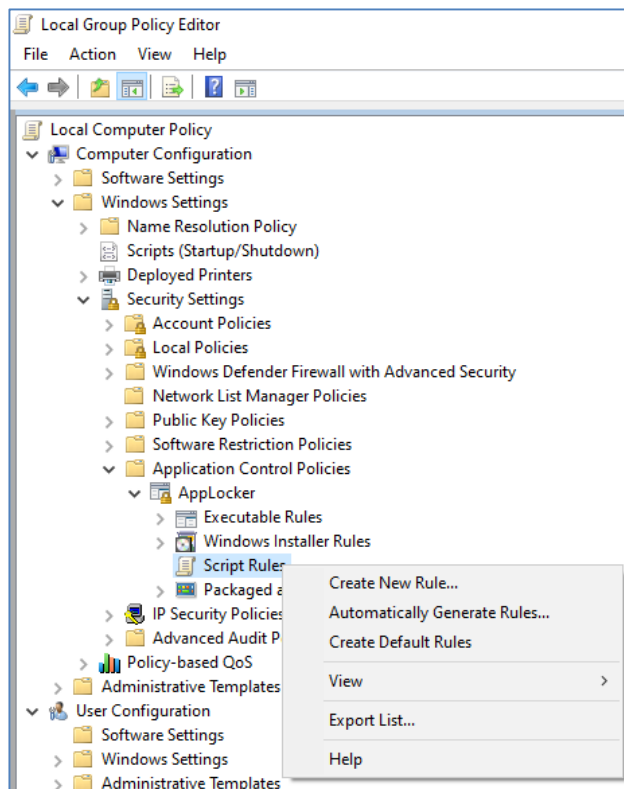 Local Group Policy Editor
File Action View Help
Local Computer Policy
Computer Configuration
Software Settings
Windows Settings
Name Resolution Policy
Scripts (Startup/Shutdown)
Deployed Printers
Security Settings
Account Policies
Local Policies
Windows Defender Firewall with Advanced Security
Network List Manager Policies
Public Key Policies
Software Restriction Policies
Application Control Policies
AppLocker
Executable Rules
Windows Installer Rules
Script Rules
Packaged a
IP Security Policies
Advanced Audit P
Policy-based QoS
Administrative Templates
User Configuration
Software Settings
Windows Settings
Administrative Templates
Create New Rule...
Automatically Generate Rules...
Create Default Rules
View
Export List...
Help